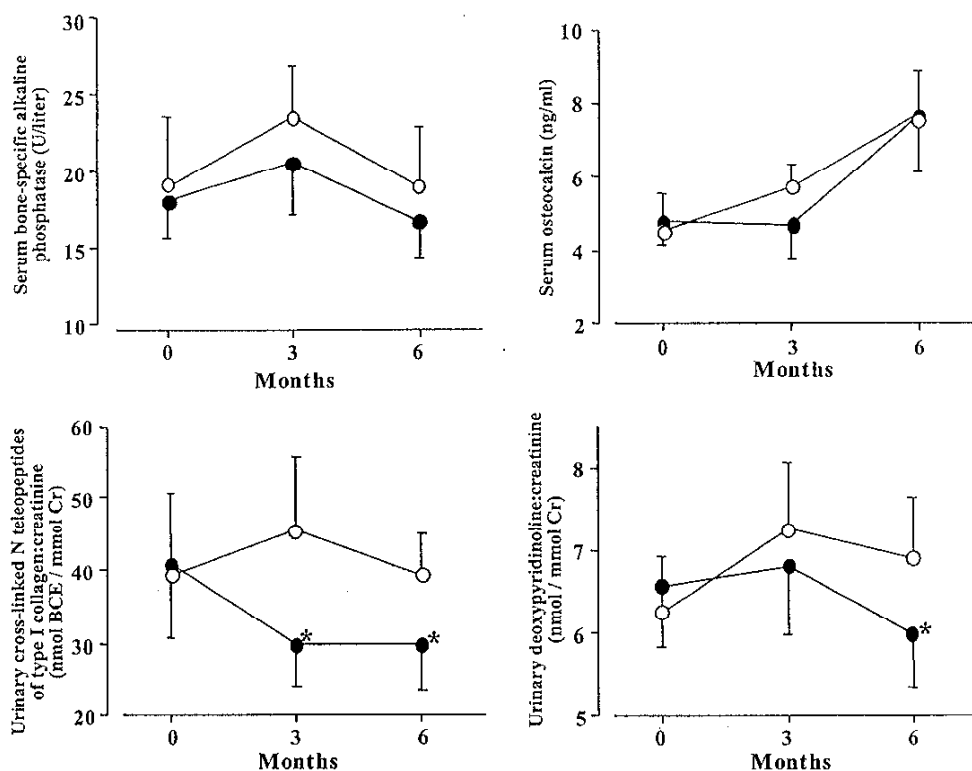 Serum bone-specific alkaline
phosphatase (U/liter)
30
25
20
15
10
0
3
6
Months
Serum osteocalcin (ng/ml)
10
8
6
4
2
0
3
6
Months
Urinary cross-linked N teleopeptides
of type I collagen:creatinine
(nmol BCE / mmol Cr)
60
50
40
30
20
*
*
0
3
6
Months
Urinary deoxypyridinoline:creatinine
(nmol / mmol Cr)
8
7
6
5
*
0
3
6
Months